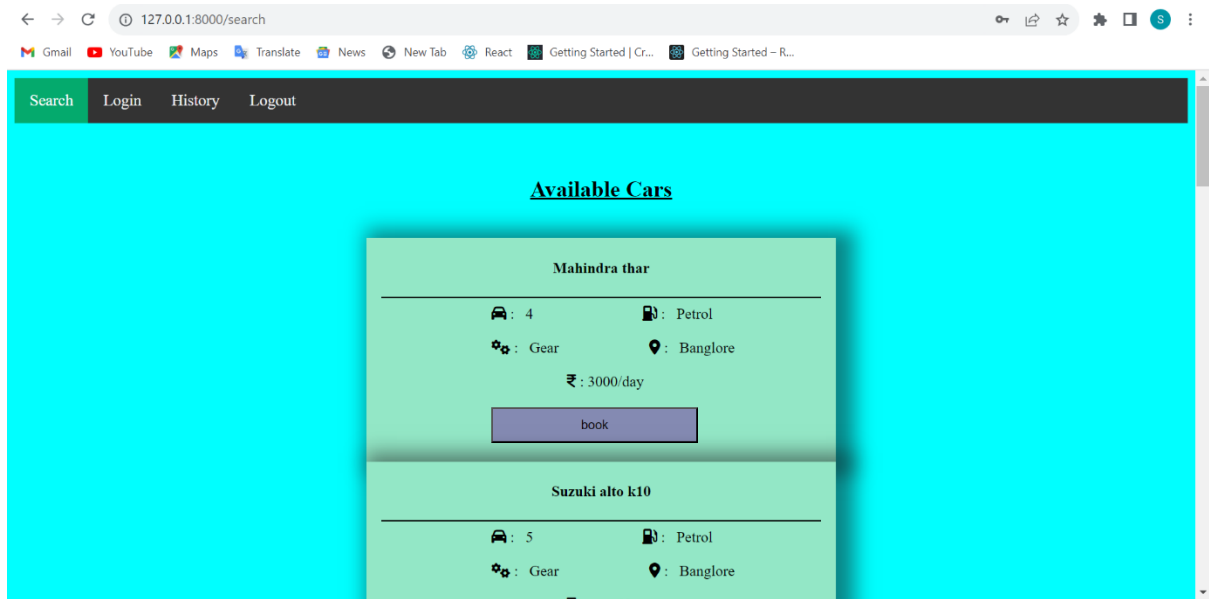 127.0.0.1:8000/search
S
Gmail YouTube Maps Translate News New Tab React Getting Started | Cr... Getting Started – R...
Search Login History Logout
Available Cars
Mahindra thar
: 4 : Petrol
: Gear : Banglore
₹ : 3000/day
book
Suzuki alto k10
: 5 : Petrol
: Gear : Banglore